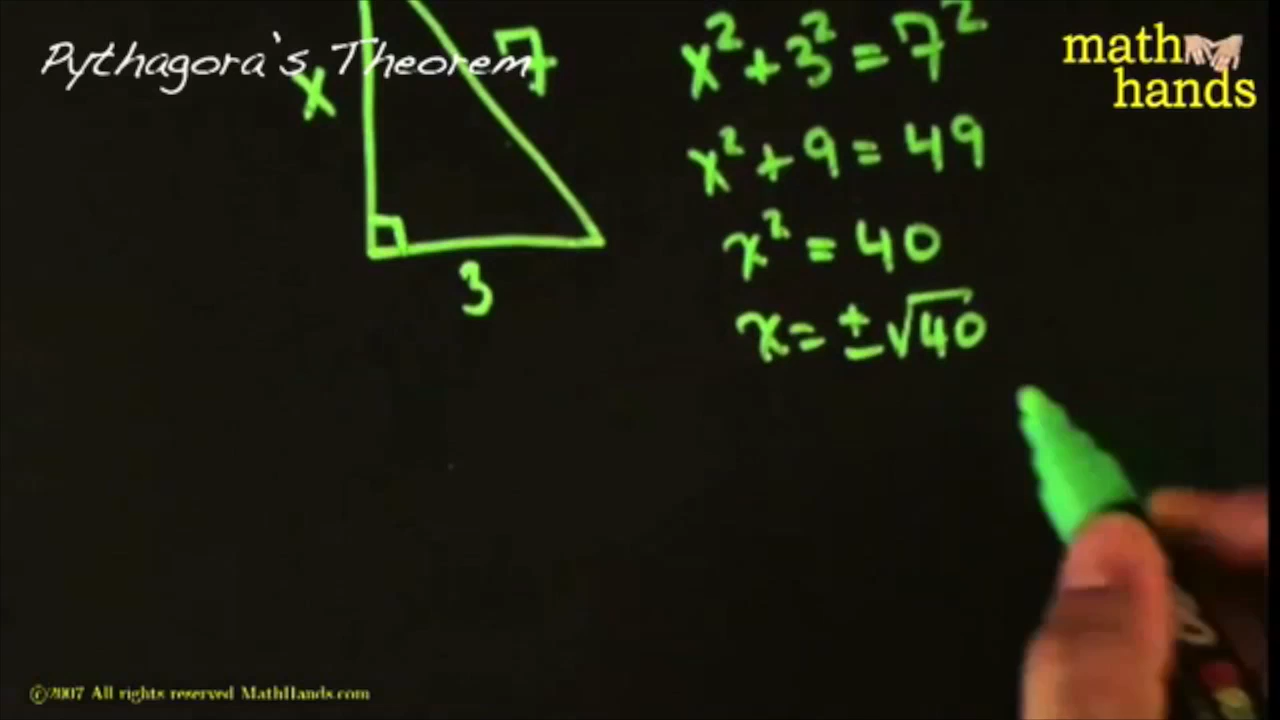 Pythagora's Theorem
math
hands
x
7
3
x² + 3² = 7²
x² + 9 = 49
x² = 40
x = ±√40
©2007 All rights reserved MathHands.com